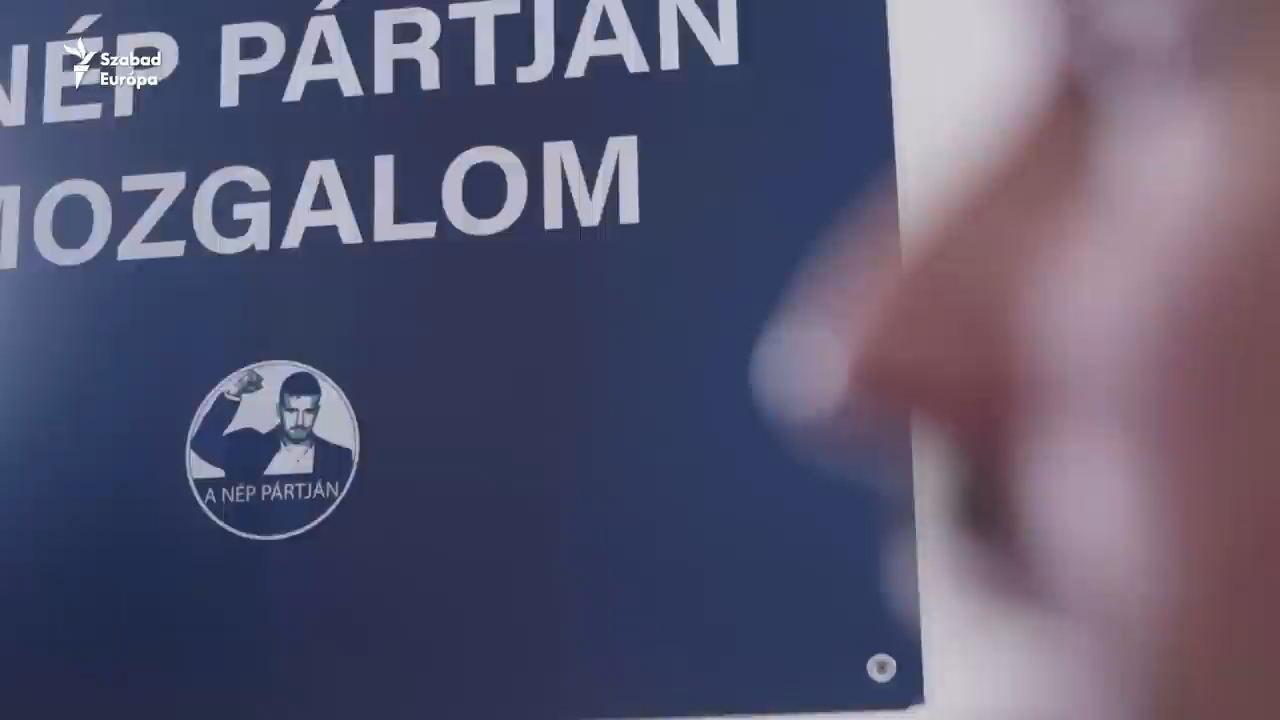 NÉP PÁRTJÁN
MOZGALOM
Szabad
Európa
A NÉP PÁRTJÁN